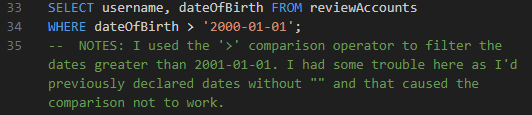 33 SELECT username, dateOfBirth FROM reviewAccounts
34 WHERE dateOfBirth > '2000-01-01';
35 -- NOTES: I used the '>' comparison operator to filter the
dates greater than 2001-01-01. I had some trouble here as I'd
previously declared dates without "" and that caused the
comparison not to work.